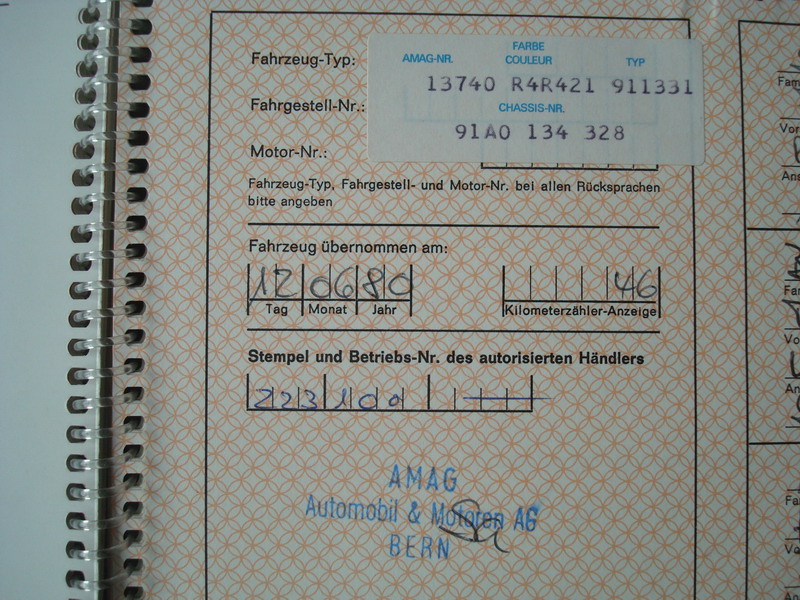 Fahrzeug-Typ:
AMAG-NR. FARBE COULEUR TYP
13740 R4R421 911331
Fahrgestell-Nr.:
CHASSIS-NR.
91A0 134 328
Motor-Nr.:
Fahrzeug-Typ, Fahrgestell- und Motor-Nr. bei allen Rücksprachen
bitte angeben
Fahrzeug übernommen am:
12 06 80 46
Tag Monat Jahr Kilometerzähler-Anzeige
Stempel und Betriebs-Nr. des autorisierten Händlers
223 100
AMAG
Automobil & Motoren AG
BERN